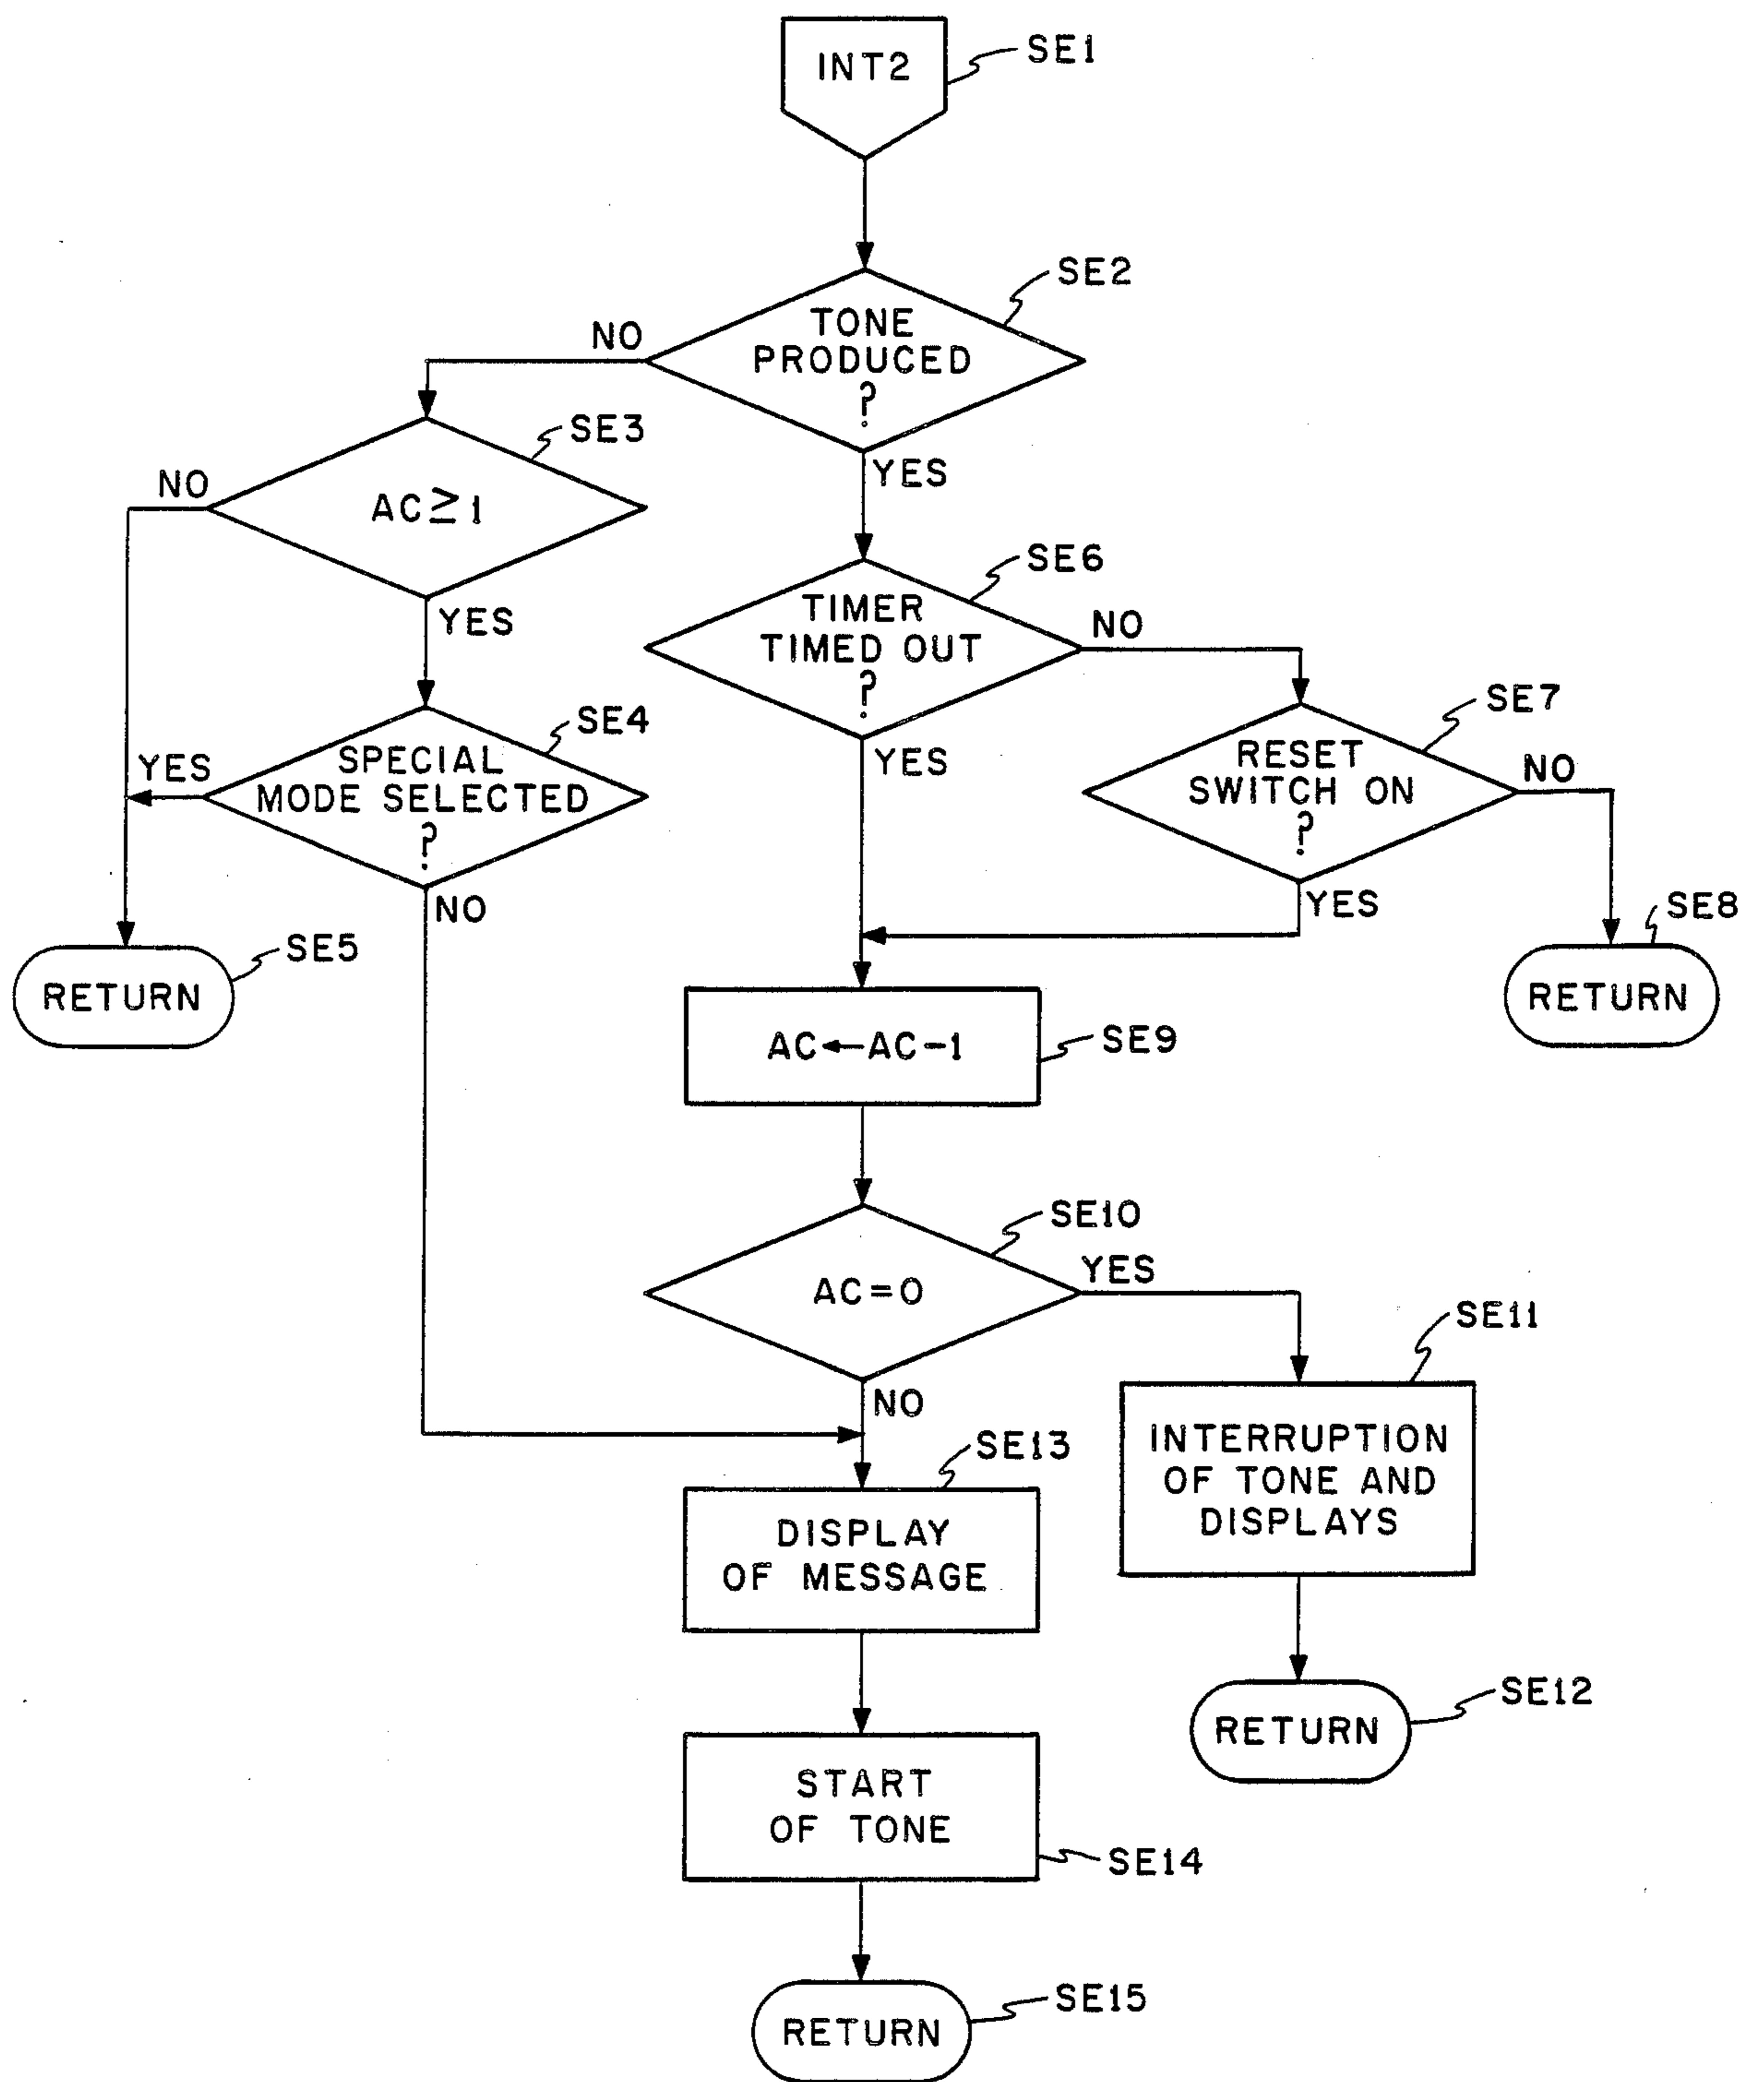 INT2
SE1
SE2
TONE
PRODUCED
?
NO
YES
SE3
AC≧1
NO
YES
SE6
TIMER
TIMED OUT
?
NO
YES
SE4
SPECIAL
MODE SELECTED
?
YES
NO
SE7
RESET
SWITCH ON
?
NO
YES
SE5
RETURN
SE8
RETURN
AC←AC-1
SE9
SE10
AC=0
YES
NO
SE11
INTERRUPTION
OF TONE AND
DISPLAYS
SE13
DISPLAY
OF MESSAGE
SE12
RETURN
START
OF TONE
SE14
SE15
RETURN